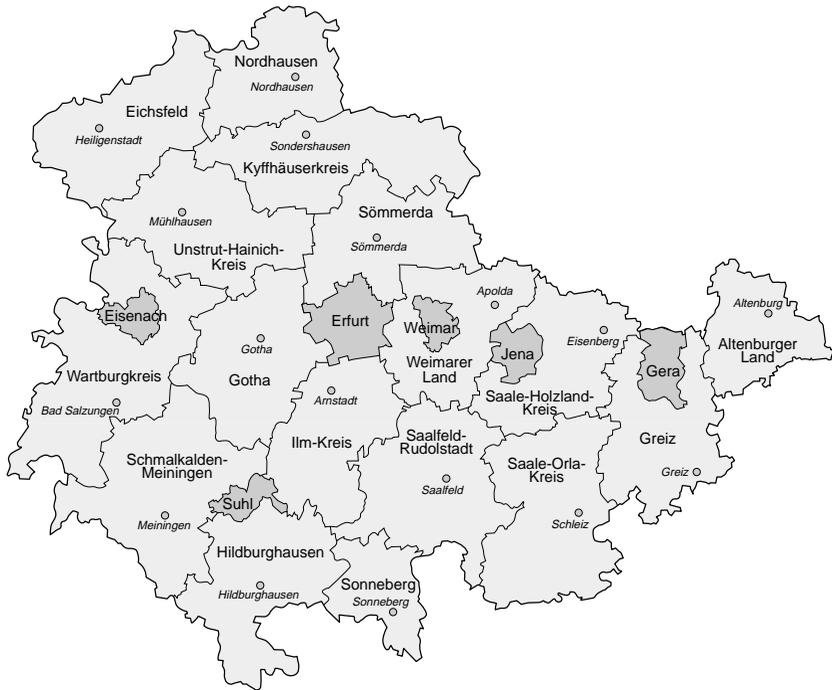 Nordhausen
Nordhausen
Eichsfeld
Heiligenstadt
Sondershausen
Kyffhäuserkreis
Sömmerda
Sömmerda
Mühlhausen
Unstrut-Hainich-
Kreis
Apolda
Altenburg
Altenburger
Land
Eisenach
Erfurt
Weimar
Weimarer
Land
Jena
Eisenberg
Gotha
Gotha
Gera
Wartburgkreis
Bad Salzungen
Arnstadt
Ilm-Kreis
Saale-Holzland-
Kreis
Saalfeld-
Rudolstadt
Saalfeld
Greiz
Greiz
Schmalkalden-
Meiningen
Meiningen
Suhl
Saale-Orla-
Kreis
Schleiz
Hildburghausen
Hildburghausen
Sonneberg
Sonneberg